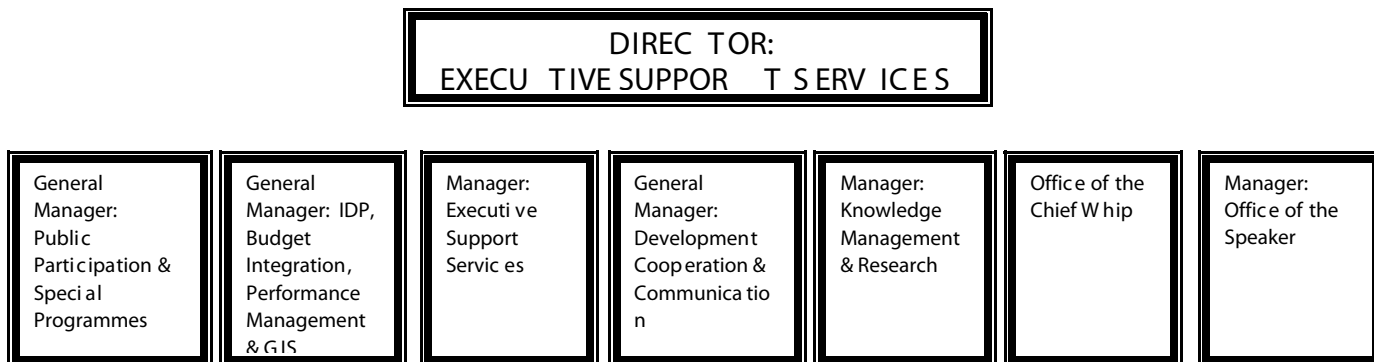 DIRECTOR:
EXECUTIVE SUPPORT SERVICES
General
Manager:
Public
Participation &
Special
Programmes
General
Manager: IDP,
Budget
Integration,
Performance
Management
& GIS
Manager:
Executive
Support
Services
General
Manager:
Development
Cooperation &
Communicatio
n
Manager:
Knowledge
Management
& Research
Office of the
Chief Whip
Manager:
Office of the
Speaker